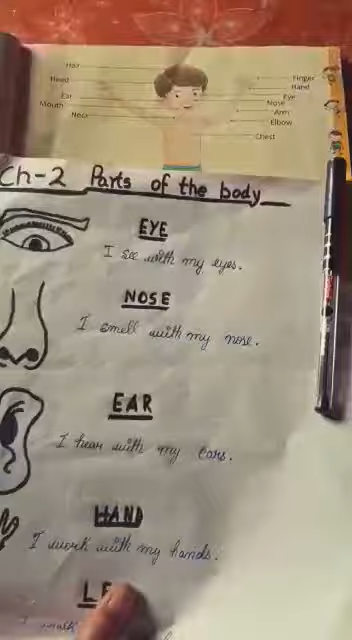 Hair
Head
Ear
Mouth
Neck
Finger
Hand
Eye
Nose
Arm
Elbow
Chest
Ch-2 Parts of the body
EYE
I see with my eyes.
NOSE
I smell with my nose.
EAR
I hear with my ears.
HAND
I work with my hands.
LE
I walk